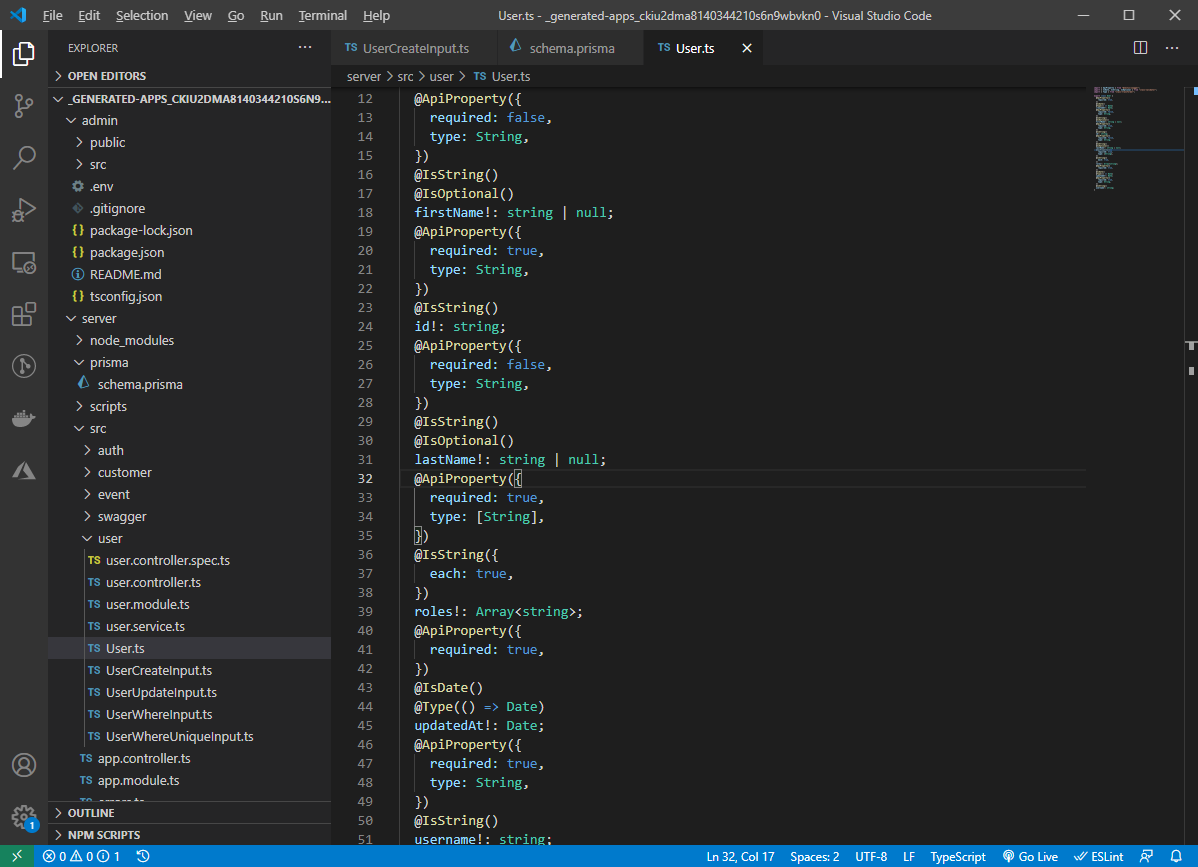 File Edit Selection View Go Run Terminal Help User.ts - _generated-apps_ckiu2dma8140344210s6n9wbvkn0 - Visual Studio Code
EXPLORER ···
OPEN EDITORS
_GENERATED-APPS_CKIU2DMA8140344210S6N9...
admin
public
src
.env
.gitignore
{} package-lock.json
{} package.json
README.md
{} tsconfig.json
server
node_modules
prisma
schema.prisma
scripts
src
auth
customer
event
swagger
user
TS user.controller.spec.ts
TS user.controller.ts
TS user.module.ts
TS user.service.ts
TS User.ts
TS UserCreateInput.ts
TS UserUpdateInput.ts
TS UserWhereInput.ts
TS UserWhereUniqueInput.ts
TS app.controller.ts
TS app.module.ts
OUTLINE
NPM SCRIPTS
1
TS UserCreateInput.ts schema.prisma TS User.ts
server > src > user > TS User.ts
12 @ApiProperty({
13 required: false,
14 type: String,
15 })
16 @IsString()
17 @IsOptional()
18 firstName!: string | null;
19 @ApiProperty({
20 required: true,
21 type: String,
22 })
23 @IsString()
24 id!: string;
25 @ApiProperty({
26 required: false,
27 type: String,
28 })
29 @IsString()
30 @IsOptional()
31 lastName!: string | null;
32 @ApiProperty({
33 required: true,
34 type: [String],
35 })
36 @IsString({
37 each: true,
38 })
39 roles!: Array<string>;
40 @ApiProperty({
41 required: true,
42 })
43 @IsDate()
44 @Type(() => Date)
45 updatedAt!: Date;
46 @ApiProperty({
47 required: true,
48 type: String,
49 })
50 @IsString()
51 username!: string;
0 0 1 Ln 32, Col 17 Spaces: 2 UTF-8 LF TypeScript Go Live ESLint